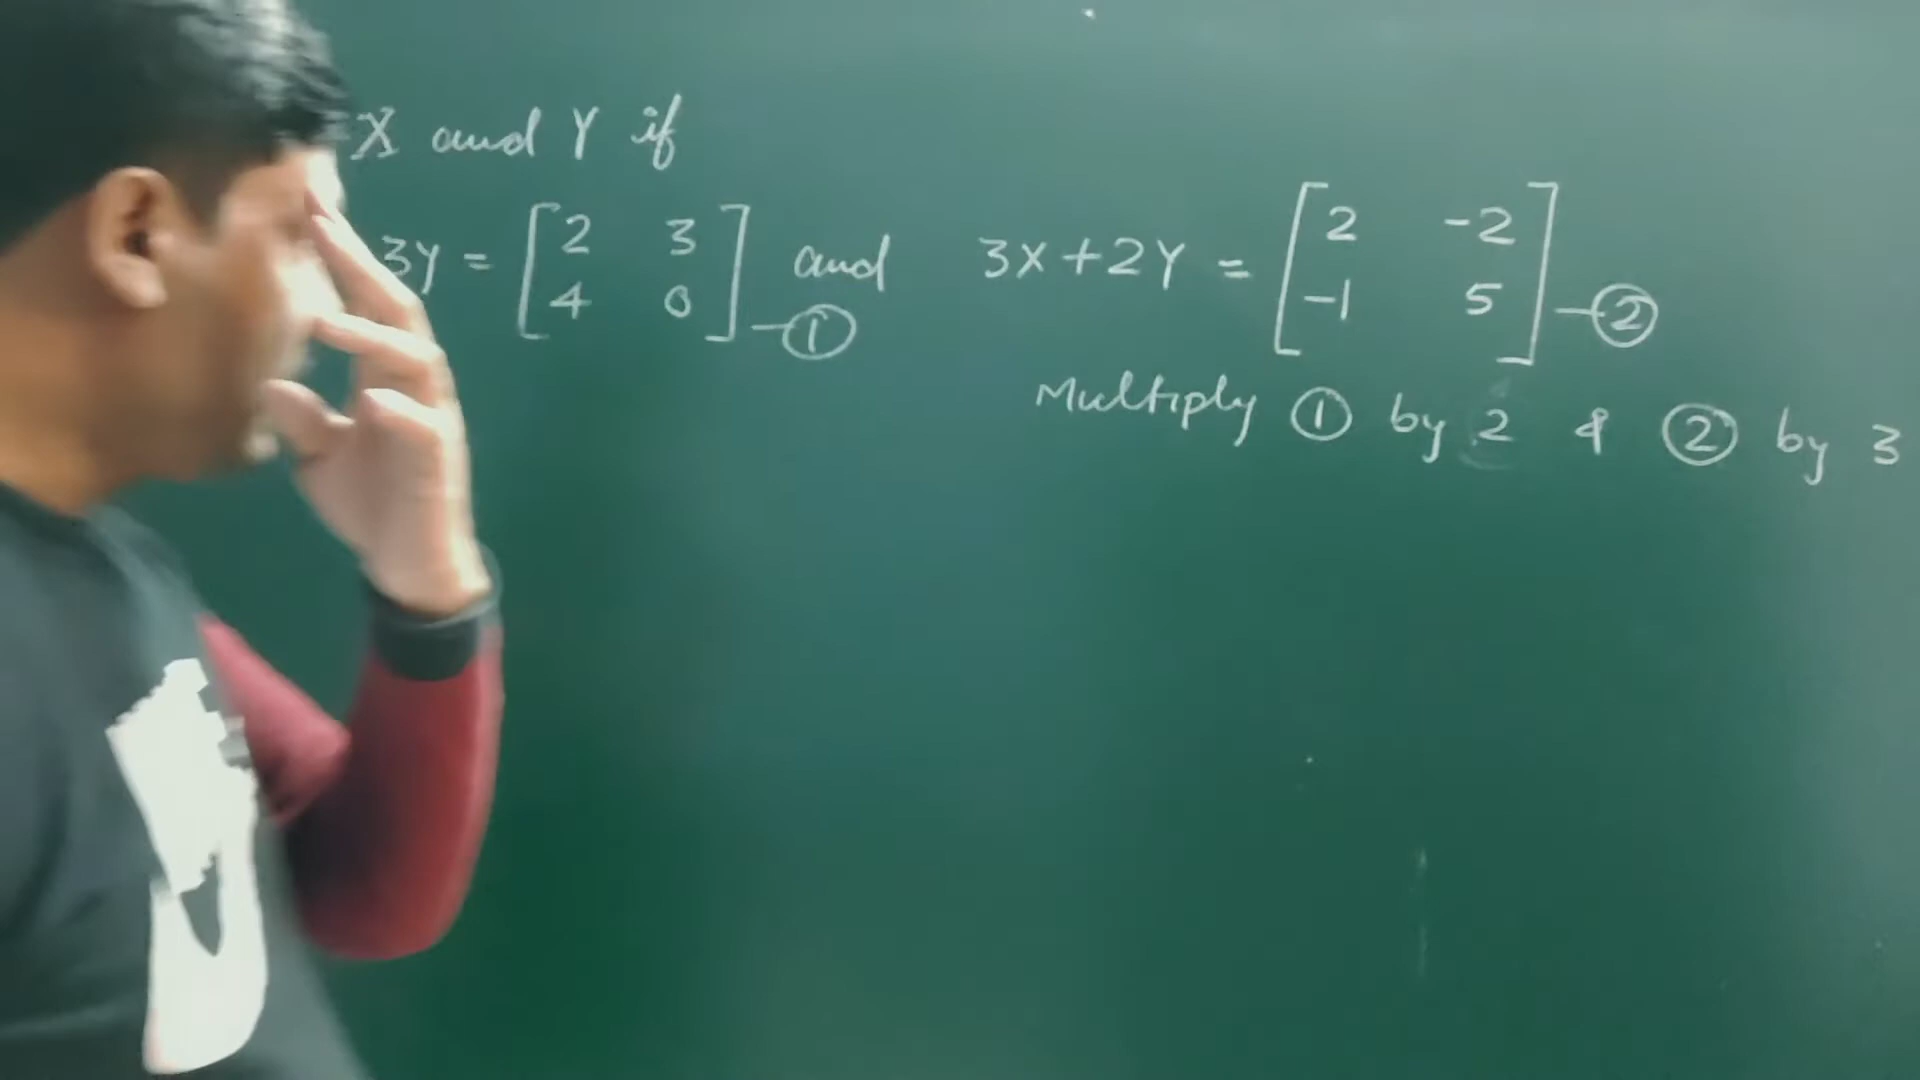 X and Y if
3Y = [2 3 4 0] and 3X+2Y = [2 -2 -1 5] -②
-①
Multiply ① by 2 & ② by 3